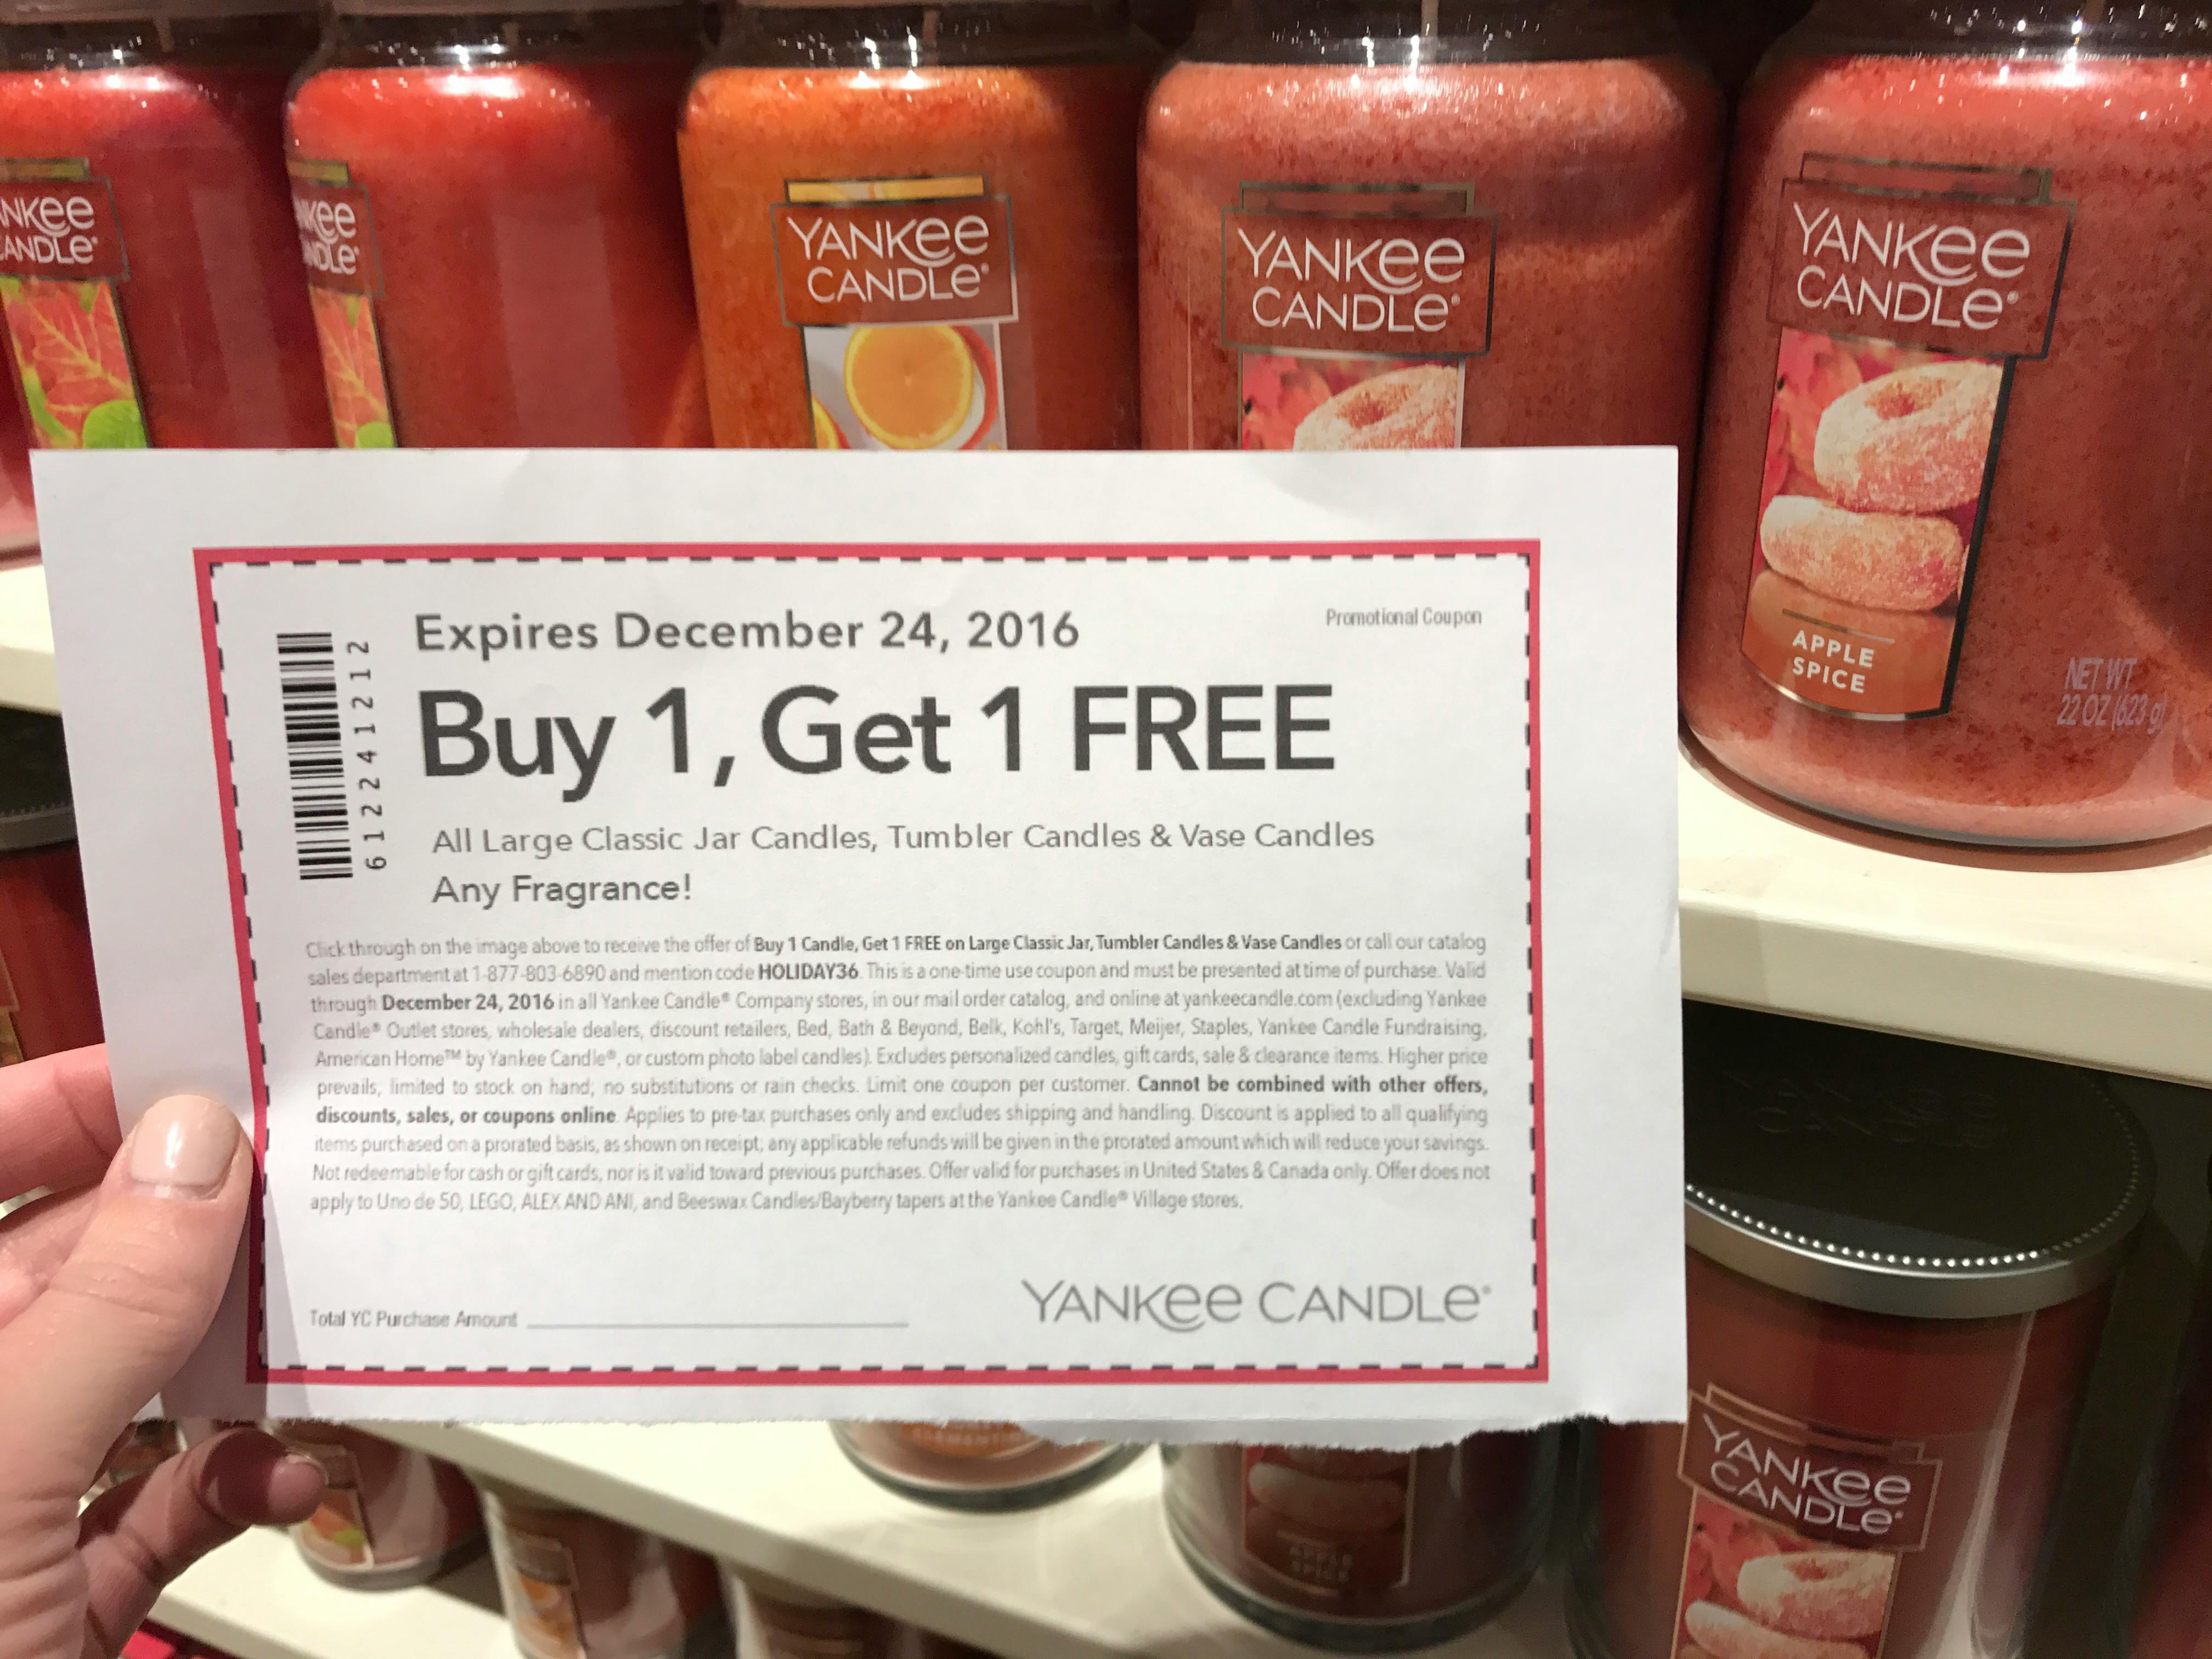 NKee
ANDLe
NKee
NDLe
YANKee
CANDLe
YANKee
CANDLe
YANKee
CANDLe
APPLE
SPICE
NET WT
22 OZ (623 g)
Expires December 24, 2016
Promotional Coupon
612241212
Buy 1, Get 1 FREE
All Large Classic Jar Candles, Tumbler Candles & Vase Candles
Any Fragrance!
Click through on the image above to receive the offer of Buy 1 Candle, Get 1 FREE on Large Classic Jar, Tumbler Candles & Vase Candles or call our catalog
sales department at 1-877-803-6890 and mention code HOLIDAY36. This is a one-time use coupon and must be presented at time of purchase. Valid
through December 24, 2016 in all Yankee Candle® Company stores, in our mail order catalog, and online at yankeecandle.com (excluding Yankee
Candle® Outlet stores, wholesale dealers, discount retailers, Bed, Bath & Beyond, Belk, Kohl's, Target, Meijer, Staples, Yankee Candle Fundraising,
American Home™ by Yankee Candle®, or custom photo label candles). Excludes personalized candles, gift cards, sale & clearance items. Higher price
prevails, limited to stock on hand; no substitutions or rain checks. Limit one coupon per customer. Cannot be combined with other offers,
discounts, sales, or coupons online. Applies to pre-tax purchases only and excludes shipping and handling. Discount is applied to all qualifying
items purchased on a prorated basis, as shown on receipt; any applicable refunds will be given in the prorated amount which will reduce your savings.
Not redeemable for cash or gift cards, nor is it valid toward previous purchases. Offer valid for purchases in United States & Canada only. Offer does not
apply to Uno de 50, LEGO, ALEX AND ANI, and Beeswax Candles/Bayberry tapers at the Yankee Candle® Village stores.
Total YC Purchase Amount
YANKee CANDLe®
APPLE
SPICE
YANKee
CANDLe